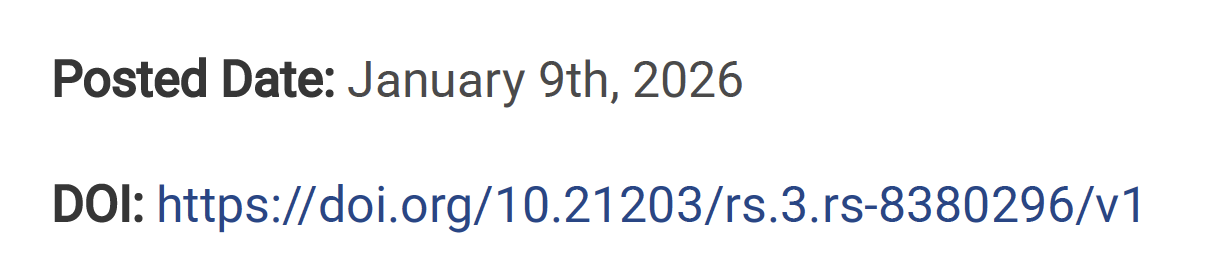 Posted Date: January 9th, 2026
DOI: https://doi.org/10.21203/rs.3.rs-8380296/v1